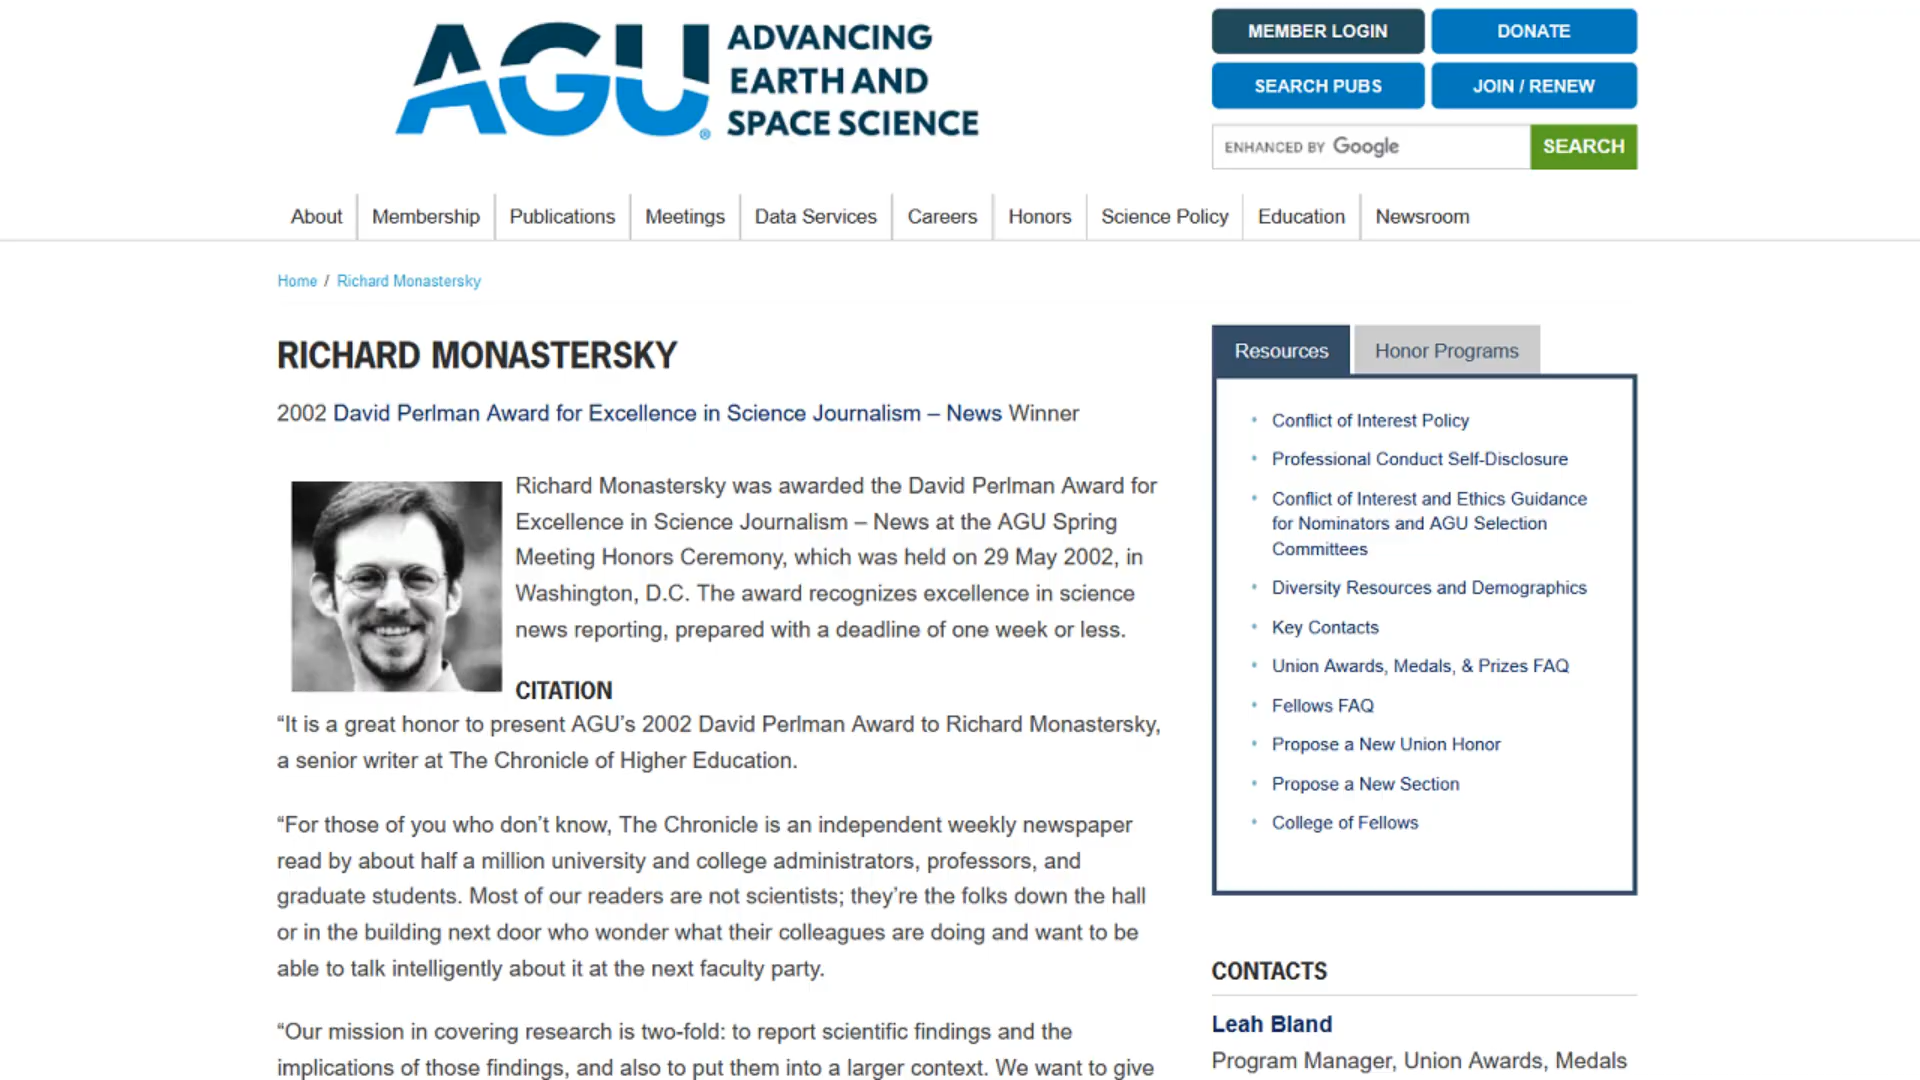 AGU®
ADVANCING
EARTH AND
SPACE SCIENCE
MEMBER LOGIN
DONATE
SEARCH PUBS
JOIN / RENEW
ENHANCED BY Google
SEARCH
About
Membership
Publications
Meetings
Data Services
Careers
Honors
Science Policy
Education
Newsroom
Home / Richard Monastersky
RICHARD MONASTERSKY
2002 David Perlman Award for Excellence in Science Journalism – News Winner
Richard Monastersky was awarded the David Perlman Award for
Excellence in Science Journalism – News at the AGU Spring
Meeting Honors Ceremony, which was held on 29 May 2002, in
Washington, D.C. The award recognizes excellence in science
news reporting, prepared with a deadline of one week or less.
CITATION
“It is a great honor to present AGU’s 2002 David Perlman Award to Richard Monastersky,
a senior writer at The Chronicle of Higher Education.
“For those of you who don’t know, The Chronicle is an independent weekly newspaper
read by about half a million university and college administrators, professors, and
graduate students. Most of our readers are not scientists; they’re the folks down the hall
or in the building next door who wonder what their colleagues are doing and want to be
able to talk intelligently about it at the next faculty party.
“Our mission in covering research is two-fold: to report scientific findings and the
implications of those findings, and also to put them into a larger context. We want to give
Resources
Honor Programs
Conflict of Interest Policy
Professional Conduct Self-Disclosure
Conflict of Interest and Ethics Guidance
for Nominators and AGU Selection
Committees
Diversity Resources and Demographics
Key Contacts
Union Awards, Medals, & Prizes FAQ
Fellows FAQ
Propose a New Union Honor
Propose a New Section
College of Fellows
CONTACTS
Leah Bland
Program Manager, Union Awards, Medals